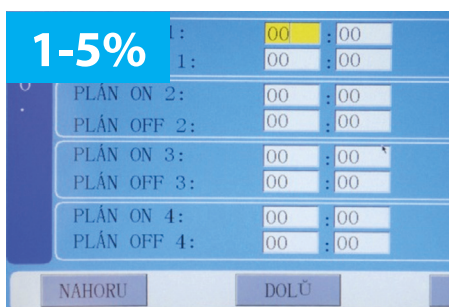 1-5%
1:
00 : 00
1:
00 : 00
PLÁN ON 2:
00 : 00
PLÁN OFF 2:
00 : 00
PLÁN ON 3:
00 : 00
PLÁN OFF 3:
00 : 00
PLÁN ON 4:
00 : 00
PLÁN OFF 4:
00 : 00
NAHORU
DOLŬ